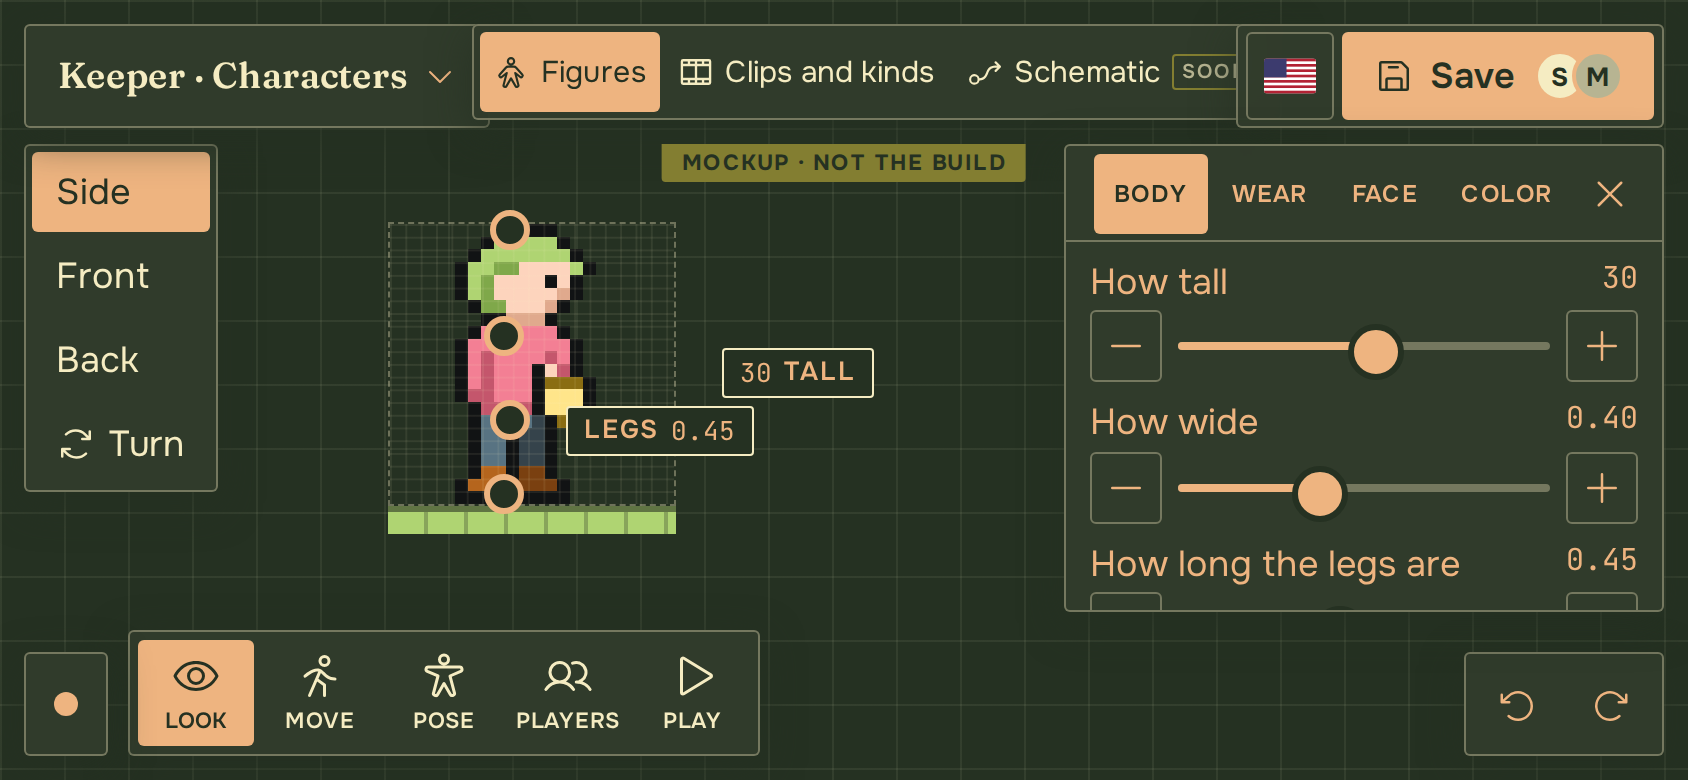 Keeper · Characters
Figures
Clips and kinds
Schematic
Save
S
M
MOCKUP · NOT THE BUILD
Side
Front
Back
Turn
BODY
WEAR
FACE
COLOR
How tall
30
How wide
0.40
How long the legs are
0.45
30 TALL
LEGS 0.45
LOOK
MOVE
POSE
PLAYERS
PLAY